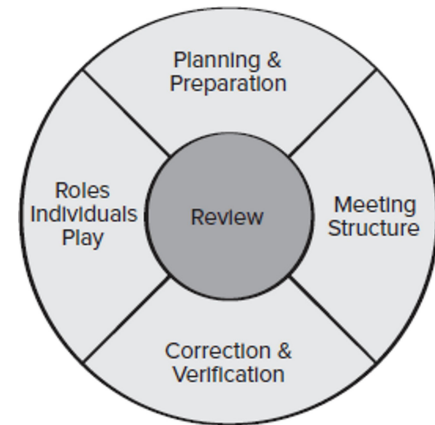 Planning &
Preparation
Roles
Individuals
Play
Review
Meeting
Structure
Correction &
Verification